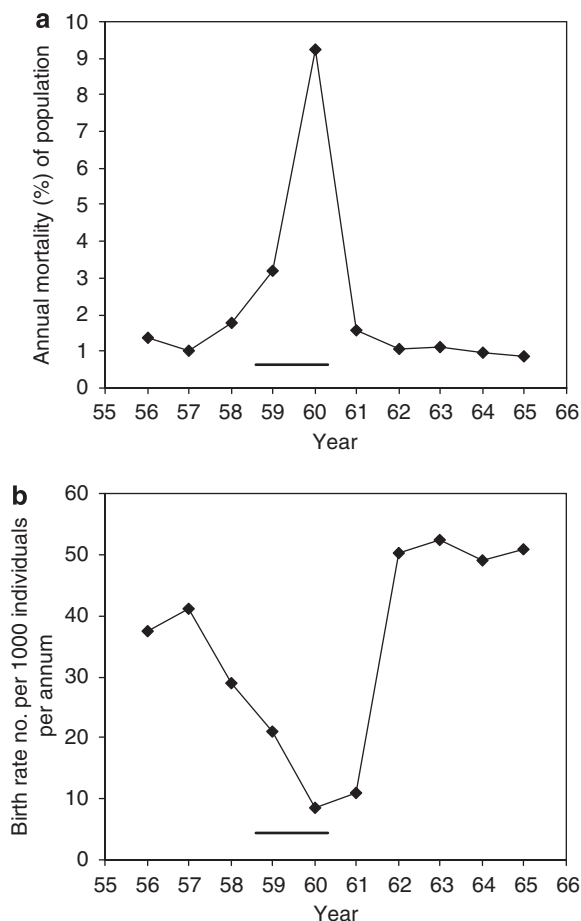 a
Annual mortality (%) of population
10
9
8
7
6
5
4
3
2
1
0
55 56 57 58 59 60 61 62 63 64 65 66
Year
b
Birth rate no. per 1000 individuals
per annum
60
50
40
30
20
10
0
55 56 57 58 59 60 61 62 63 64 65 66
Year